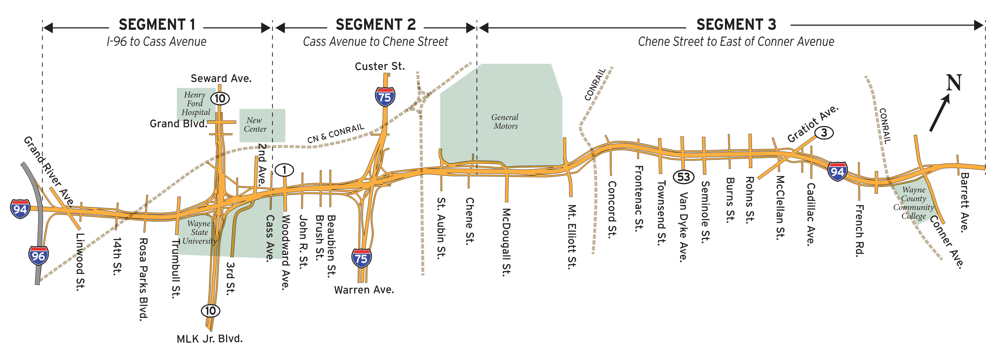 SEGMENT 1
I-96 to Cass Avenue
SEGMENT 2
Cass Avenue to Chene Street
SEGMENT 3
Chene Street to East of Conner Avenue
Custer St.
Seward Ave.
N
Henry
Ford
Hospital
10
75
CONRAIL
Grand Blvd.
New
Center
General
Motors
CN & CONRAIL
CONRAIL
Gratiot Ave.
3
Grand River Ave.
2nd Ave.
1
53
94
94
96
Wayne
State
University
75
10
Wayne
County
Community
College
Linwood St.
14th St.
Rosa Parks Blvd.
Trumbull St.
3rd St.
Cass Ave.
Woodward Ave.
John R. St.
Brush St.
Beaubien St.
St. Aubin St.
Chene St.
McDougall St.
Mt. Elliott St.
Concord St.
Frontenac St.
Townsend St.
Van Dyke Ave.
Seminole St.
Burns St.
Rohns St.
McClellan St.
Cadillac Ave.
French Rd.
Conner Ave.
Barrett Ave.
Warren Ave.
MLK Jr. Blvd.